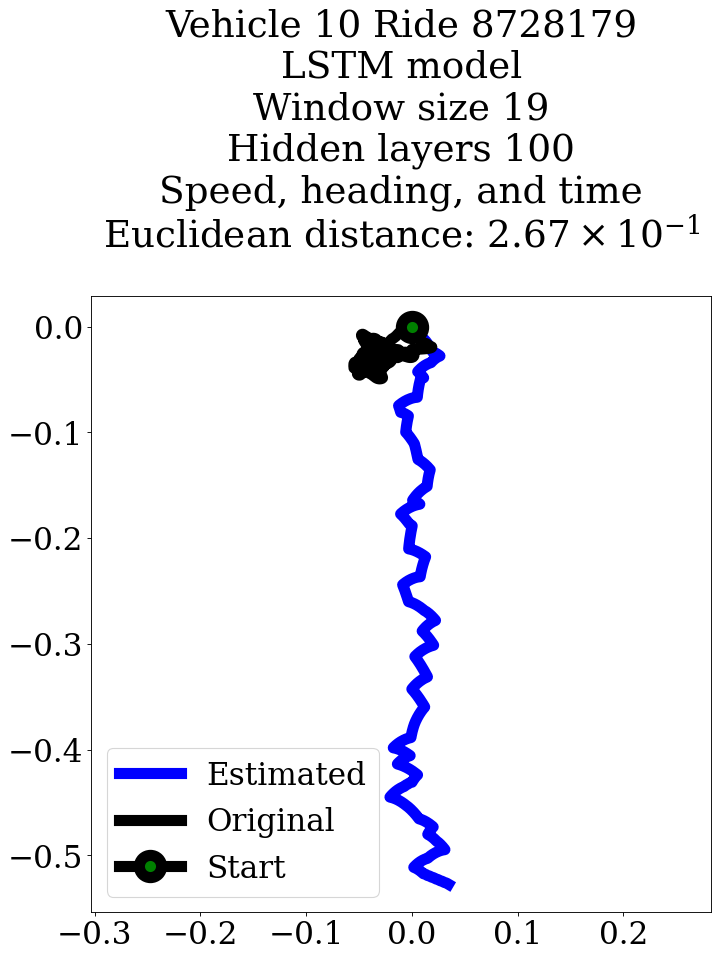 Vehicle 10 Ride 8728179
LSTM model
Window size 19
Hidden layers 100
Speed, heading, and time
Euclidean distance: 2.67 × 10⁻¹
0.0
−0.1
−0.2
−0.3
−0.4
−0.5
Estimated
Original
Start
−0.3 −0.2 −0.1 0.0 0.1 0.2